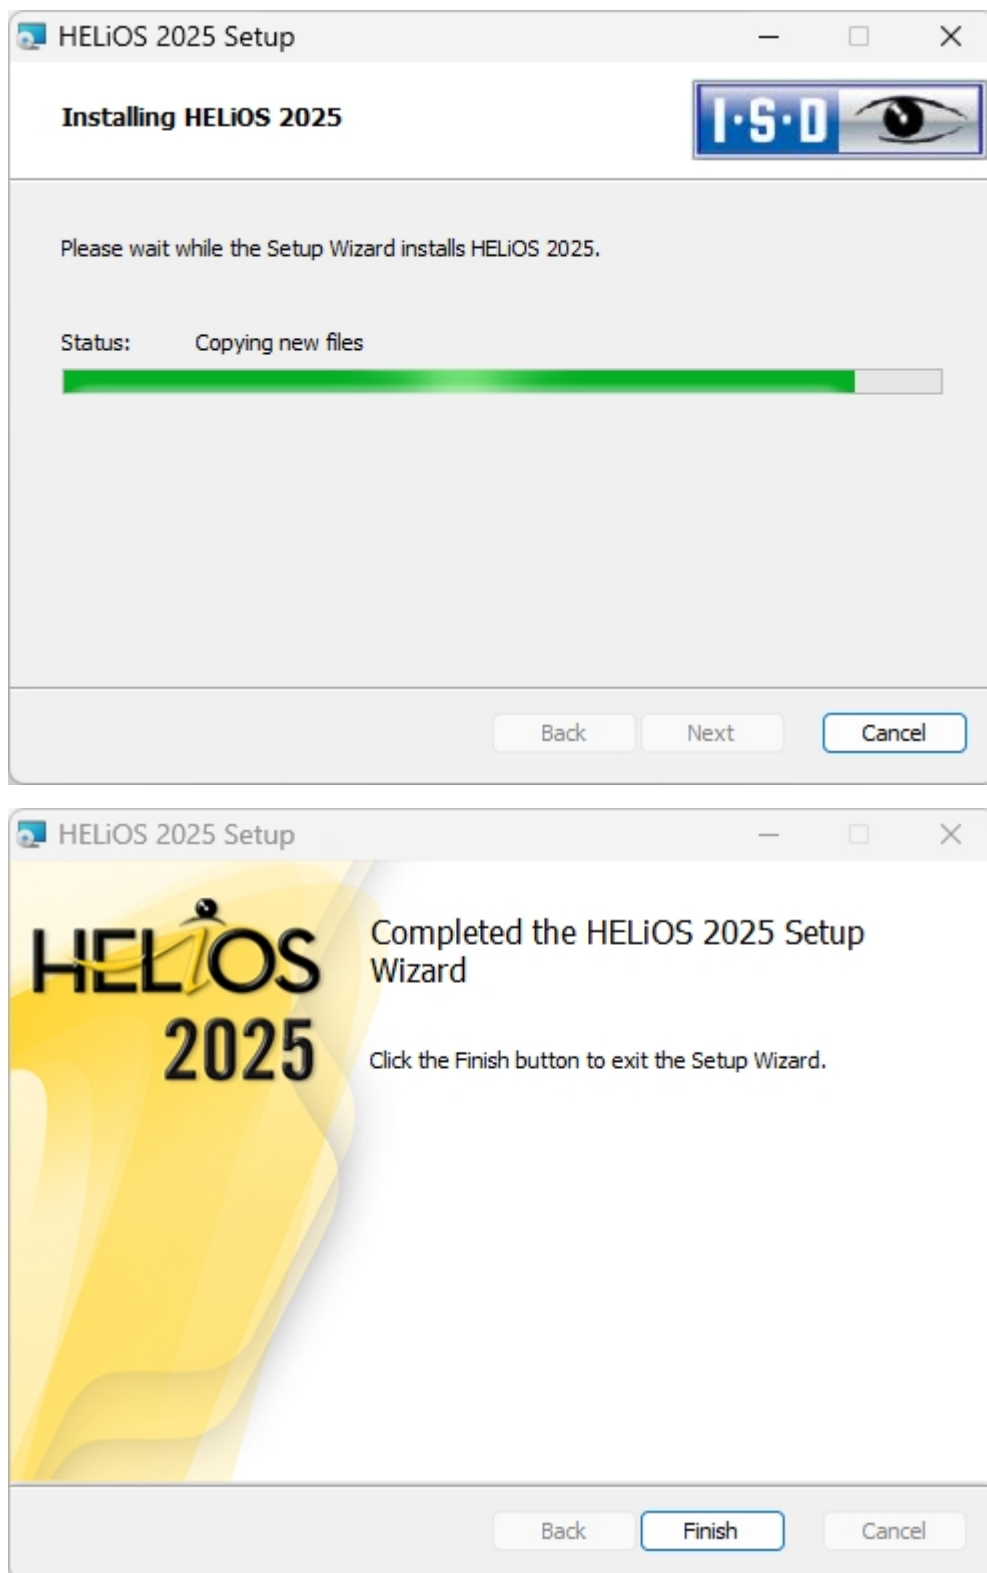 HELiOS 2025 Setup
Installing HELiOS 2025
I·S·D
Please wait while the Setup Wizard installs HELiOS 2025.
Status: Copying new files
Back Next Cancel
HELiOS 2025 Setup
HELiOS
2025
Completed the HELiOS 2025 Setup
Wizard
Click the Finish button to exit the Setup Wizard.
Back Finish Cancel